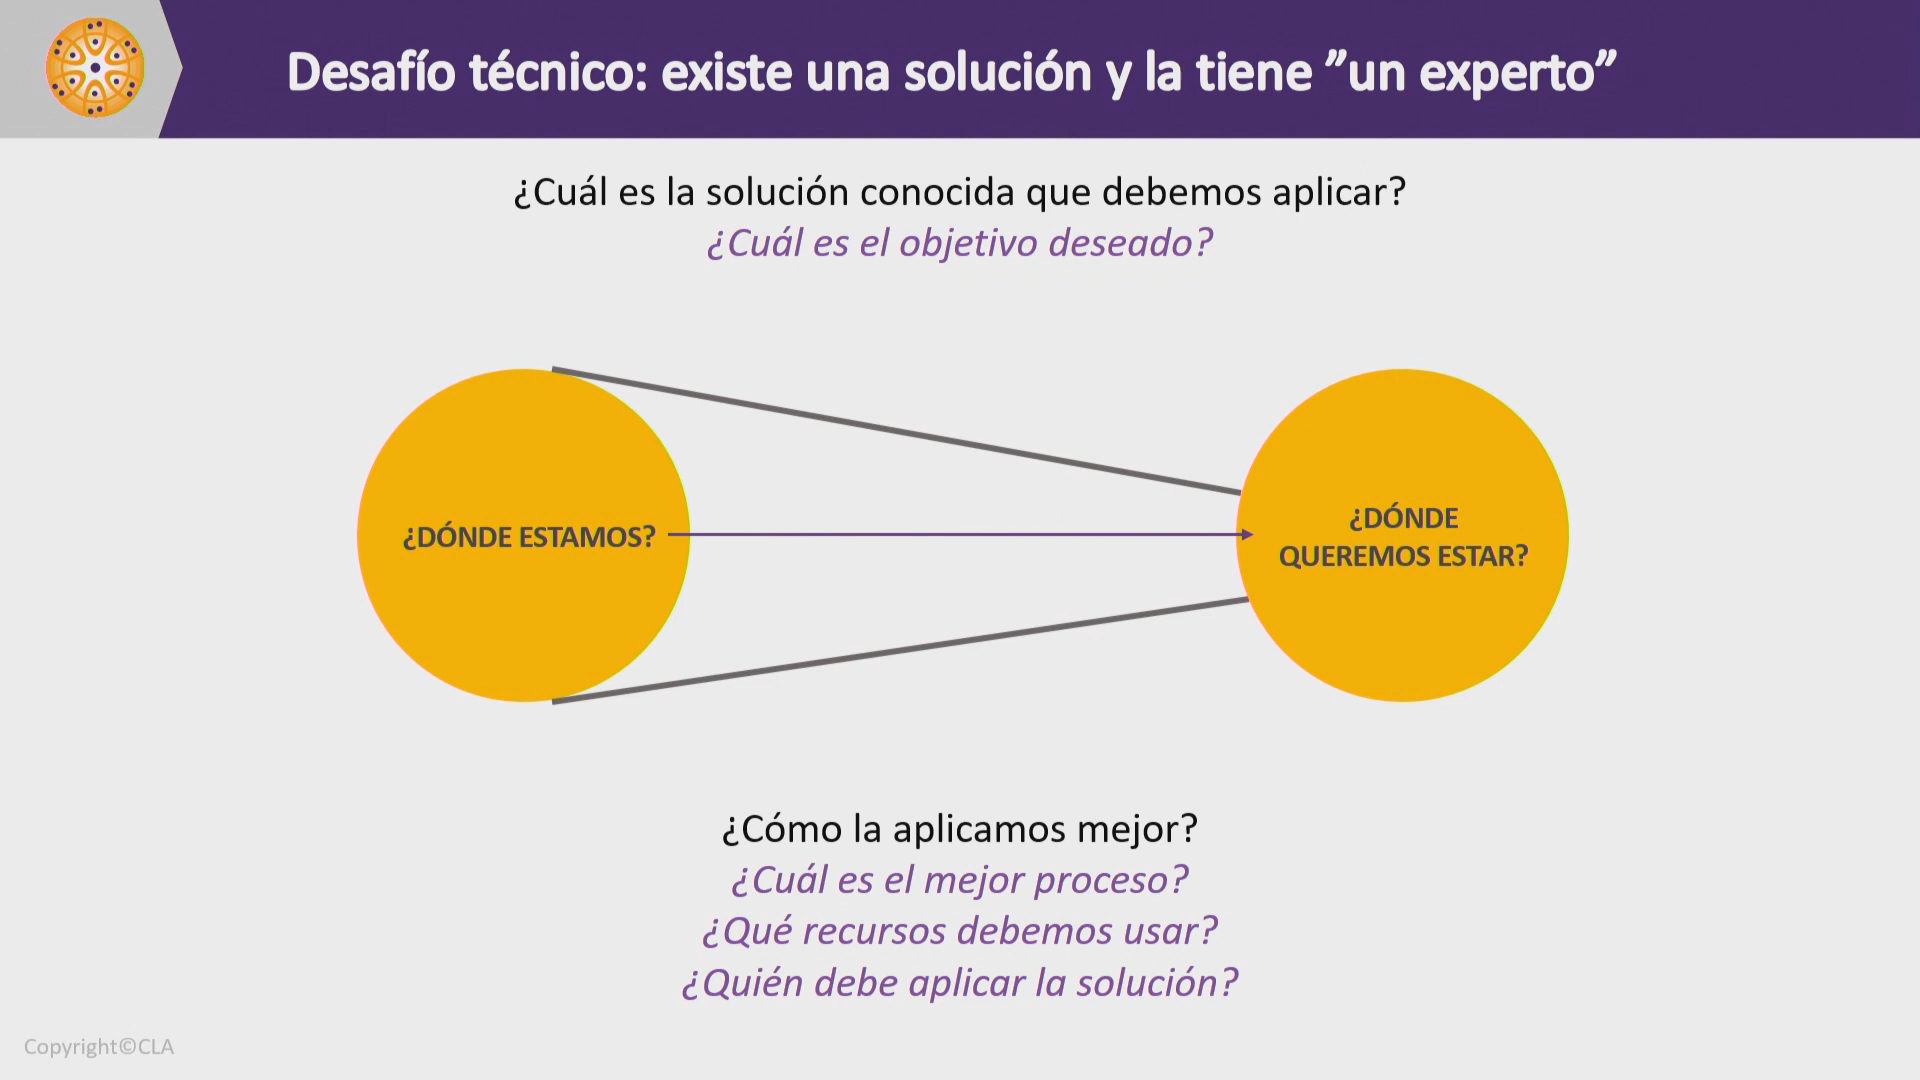 Desafío técnico: existe una solución y la tiene ”un experto”
¿Cuál es la solución conocida que debemos aplicar?
¿Cuál es el objetivo deseado?
¿DÓNDE ESTAMOS?
¿DÓNDE
QUEREMOS ESTAR?
¿Cómo la aplicamos mejor?
¿Cuál es el mejor proceso?
¿Qué recursos debemos usar?
¿Quién debe aplicar la solución?
Copyright©CLA